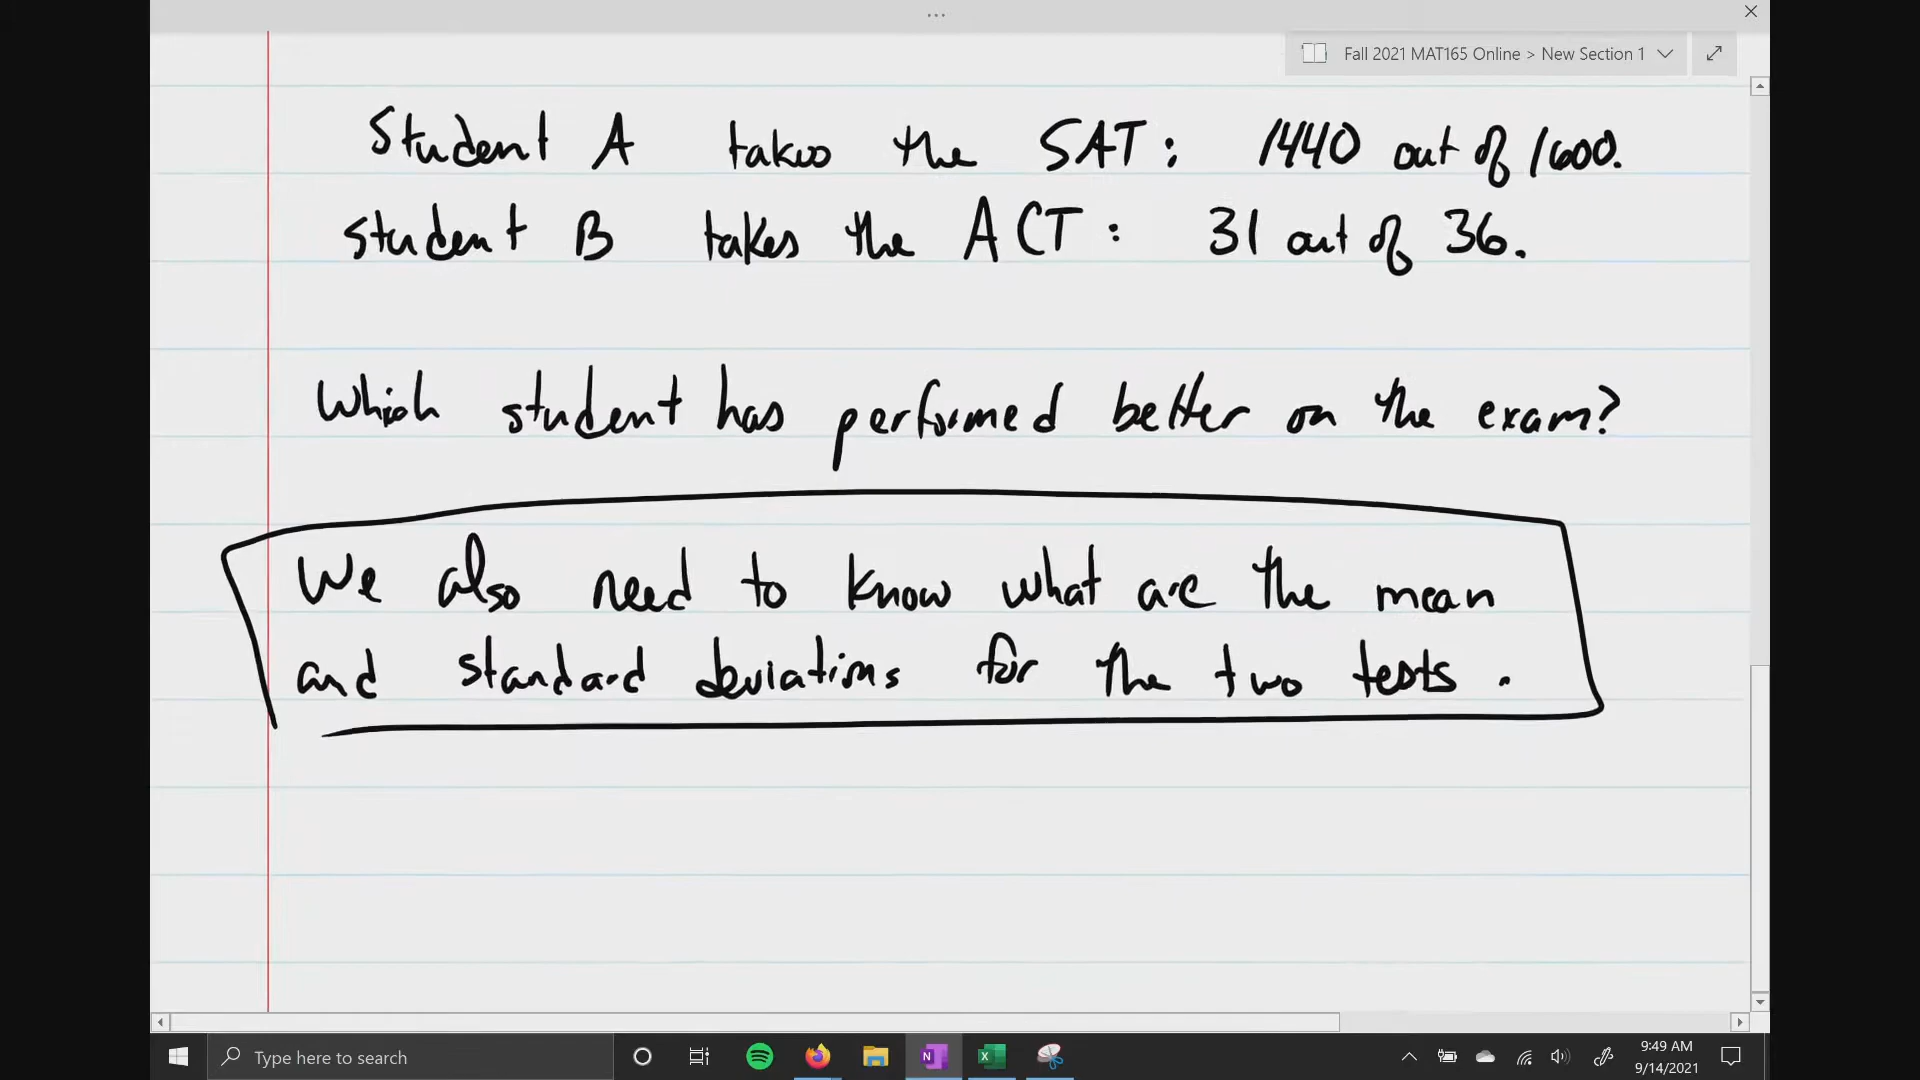 ...
Fall 2021 MAT165 Online > New Section 1
Student A takes the SAT: 1440 out of 1600.
Student B takes the ACT: 31 out of 36.
Which student has performed better on the exam?
We also need to know what are the mean
and standard deviations for the two tests.
Type here to search
9:49 AM
9/14/2021